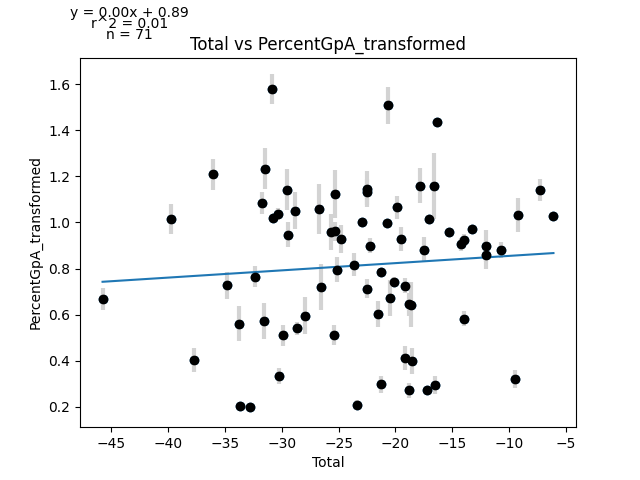 y = 0.00x + 0.89
r^2 = 0.01
n = 71
Total vs PercentGpA_transformed
PercentGpA_transformed
1.6
1.4
1.2
1.0
0.8
0.6
0.4
0.2
−45 −40 −35 −30 −25 −20 −15 −10 −5
Total